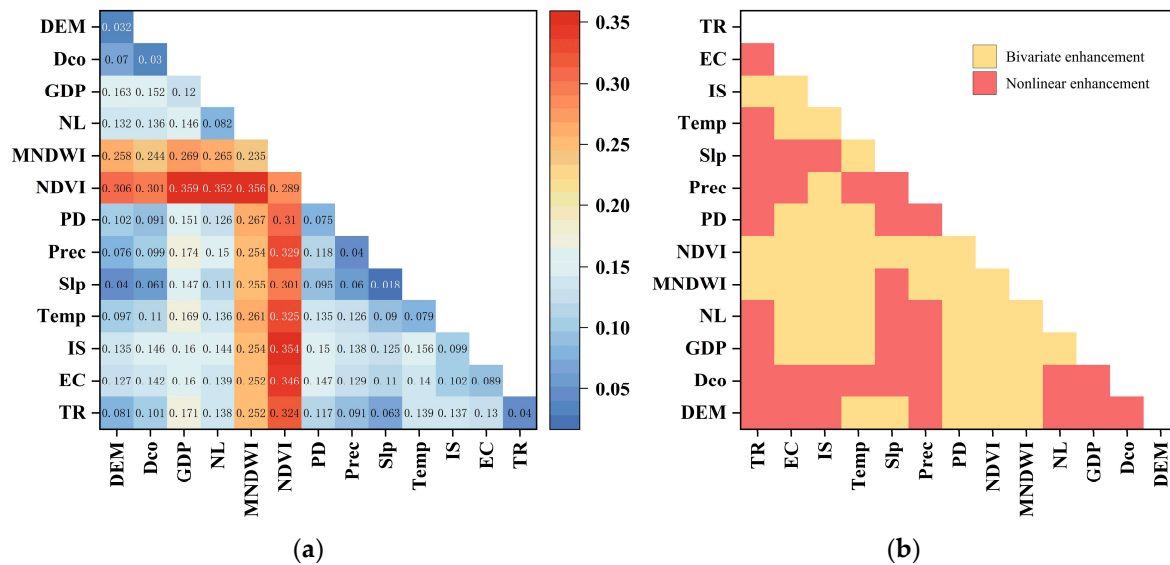 DEM 0.032
Dco 0.07 0.03
GDP 0.163 0.152 0.12
NL 0.132 0.136 0.146 0.082
MNDWI 0.258 0.244 0.269 0.265 0.235
NDVI 0.306 0.301 0.359 0.352 0.356 0.289
PD 0.102 0.091 0.151 0.126 0.267 0.31 0.075
Prec 0.076 0.099 0.174 0.15 0.254 0.329 0.118 0.04
Slp 0.04 0.061 0.147 0.111 0.255 0.301 0.095 0.06 0.018
Temp 0.097 0.11 0.169 0.136 0.261 0.325 0.135 0.126 0.09 0.079
IS 0.135 0.146 0.16 0.144 0.254 0.354 0.15 0.138 0.125 0.156 0.099
EC 0.127 0.142 0.16 0.139 0.252 0.346 0.147 0.129 0.11 0.14 0.102 0.089
TR 0.081 0.101 0.171 0.138 0.252 0.324 0.117 0.091 0.063 0.139 0.137 0.13 0.04
DEM Dco GDP NL MNDWI NDVI PD Prec Slp Temp IS EC TR
0.35
0.30
0.25
0.20
0.15
0.10
0.05
(a)
TR
EC
IS
Temp
Slp
Prec
PD
NDVI
MNDWI
NL
GDP
Dco
DEM
TR EC IS Temp Slp Prec PD NDVI MNDWI NL GDP Dco DEM
Bivariate enhancement
Nonlinear enhancement
(b)